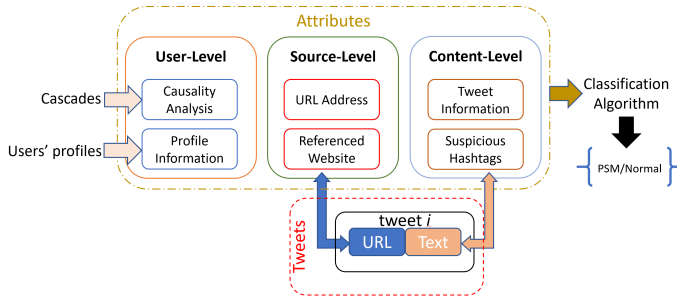 Attributes
User-Level
Source-Level
Content-Level
Cascades
Causality
Analysis
URL Address
Tweet
Information
Classification
Algorithm
Users' profiles
Profile
Information
Referenced
Website
Suspicious
Hashtags
PSM/Normal
Tweets
tweet i
URL
Text